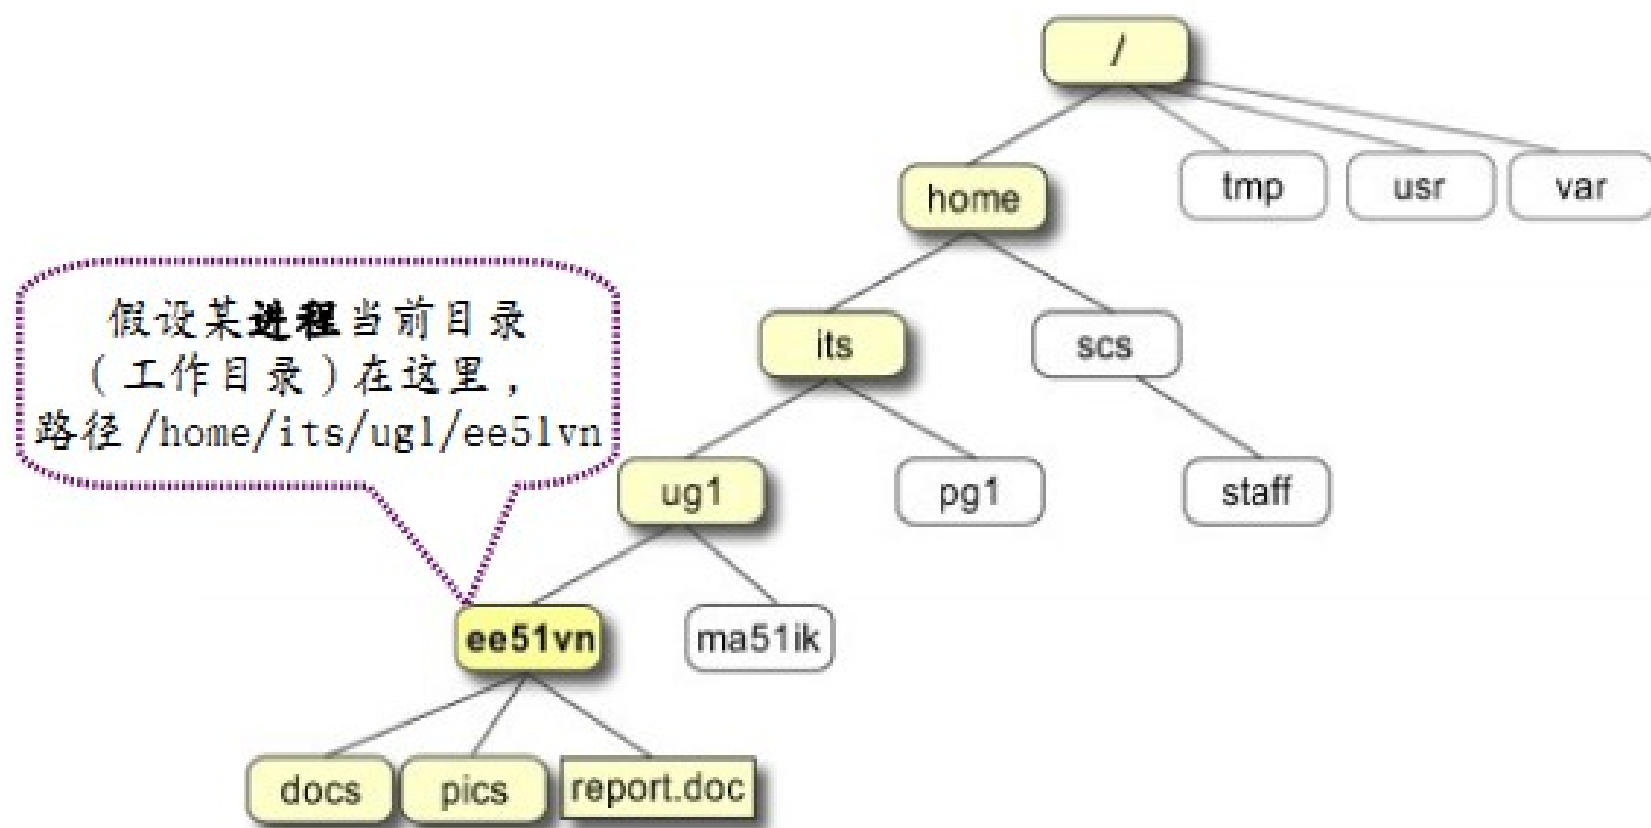 /
home
tmp
usr
var
假设某进程当前目录
(工作目录)在这里,
路径/home/its/ug1/ee51vn
its
scs
ug1
pg1
staff
ee51vn
ma51ik
docs
pics
report.doc